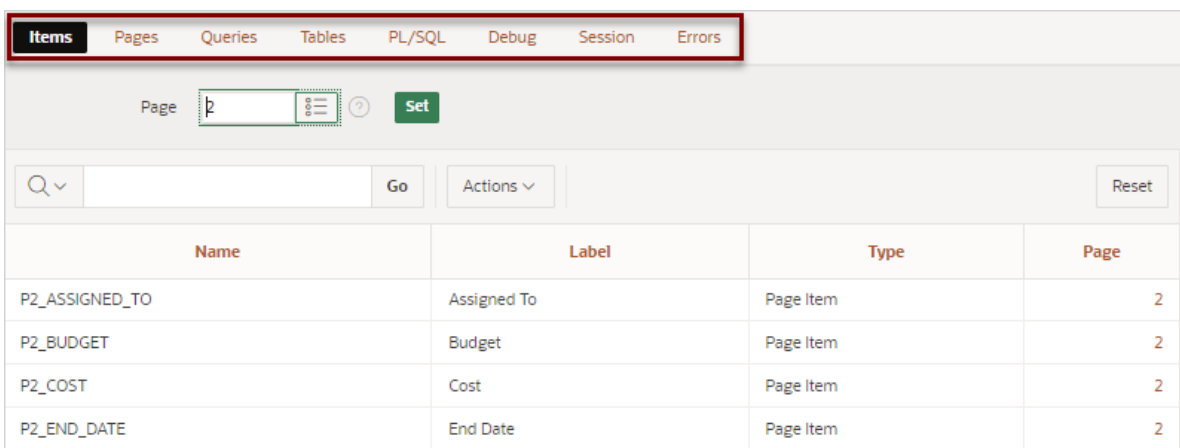 Items Pages Queries Tables PL/SQL Debug Session Errors
Page 2 ? Set
Go Actions Reset
Name Label Type Page
P2_ASSIGNED_TO Assigned To Page Item 2
P2_BUDGET Budget Page Item 2
P2_COST Cost Page Item 2
P2_END_DATE End Date Page Item 2